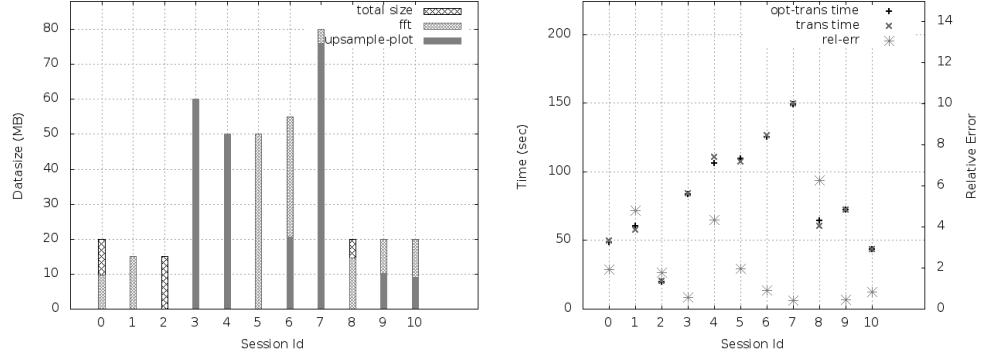 total size
fft
upsample-plot
80
70
60
50
40
30
20
10
0
Datasize (MB)
0 1 2 3 4 5 6 7 8 9 10
Session Id
opt-trans time
trans time
rel-err
200
150
100
50
0
Time (sec)
14
12
10
8
6
4
2
0
Relative Error
0 1 2 3 4 5 6 7 8 9 10
Session Id